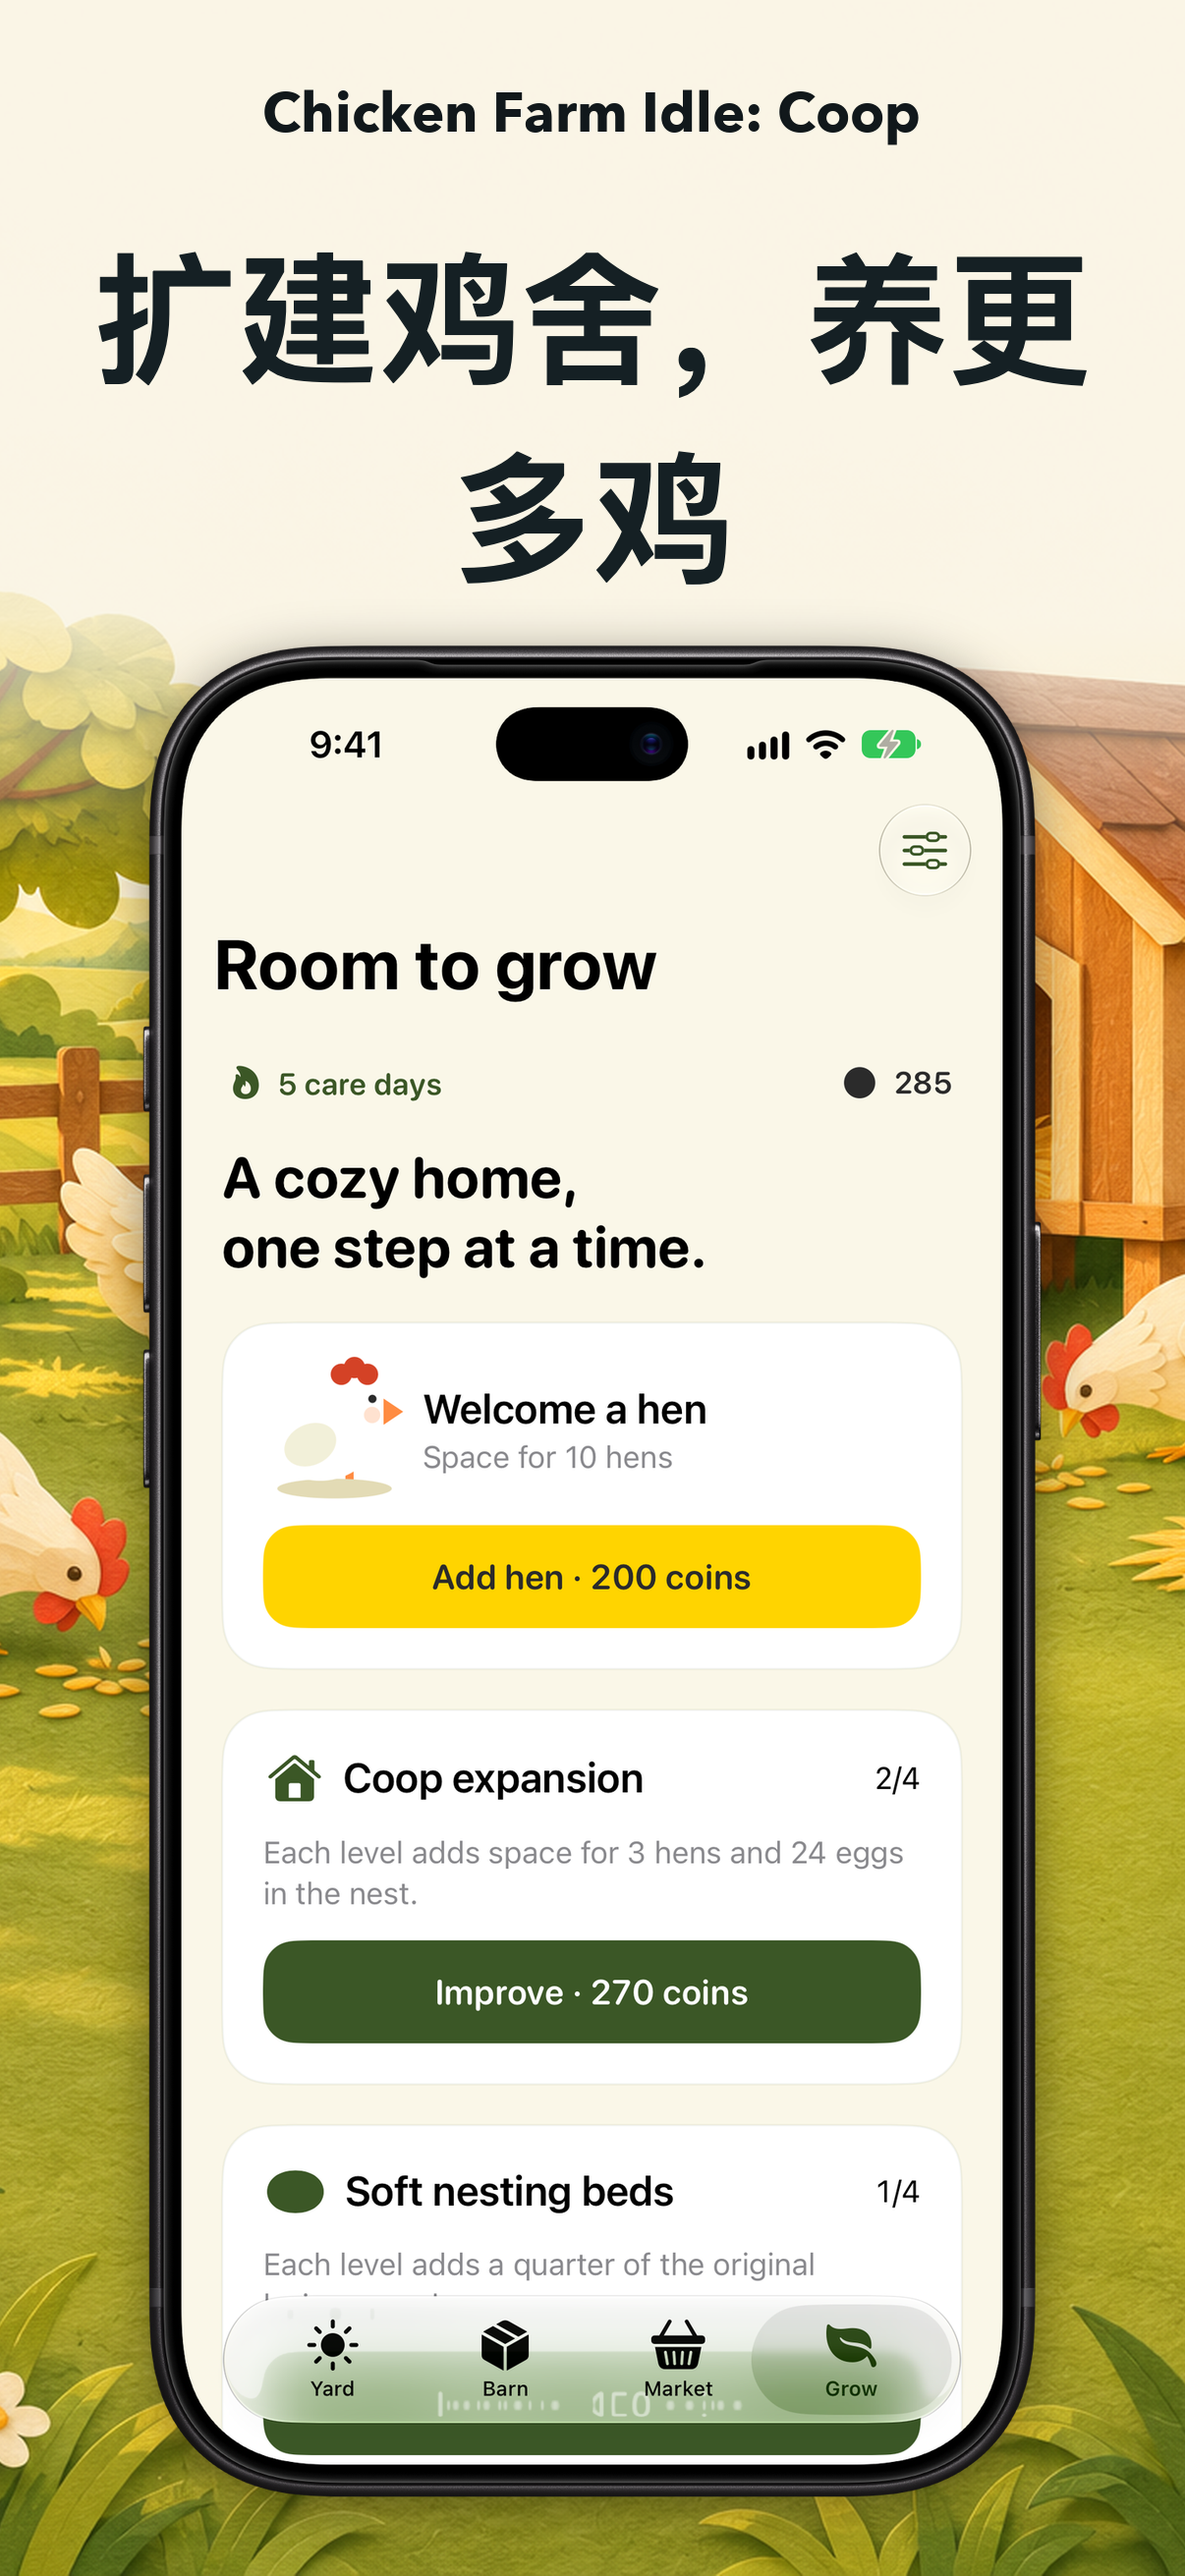 Chicken Farm Idle: Coop
扩建鸡舍，养更
多鸡
9:41
Room to grow
5 care days
285
A cozy home,
one step at a time.
Welcome a hen
Space for 10 hens
Add hen · 200 coins
Coop expansion
2/4
Each level adds space for 3 hens and 24 eggs
in the nest.
Improve · 270 coins
Soft nesting beds
1/4
Each level adds a quarter of the original
Yard
Barn
Market
Grow